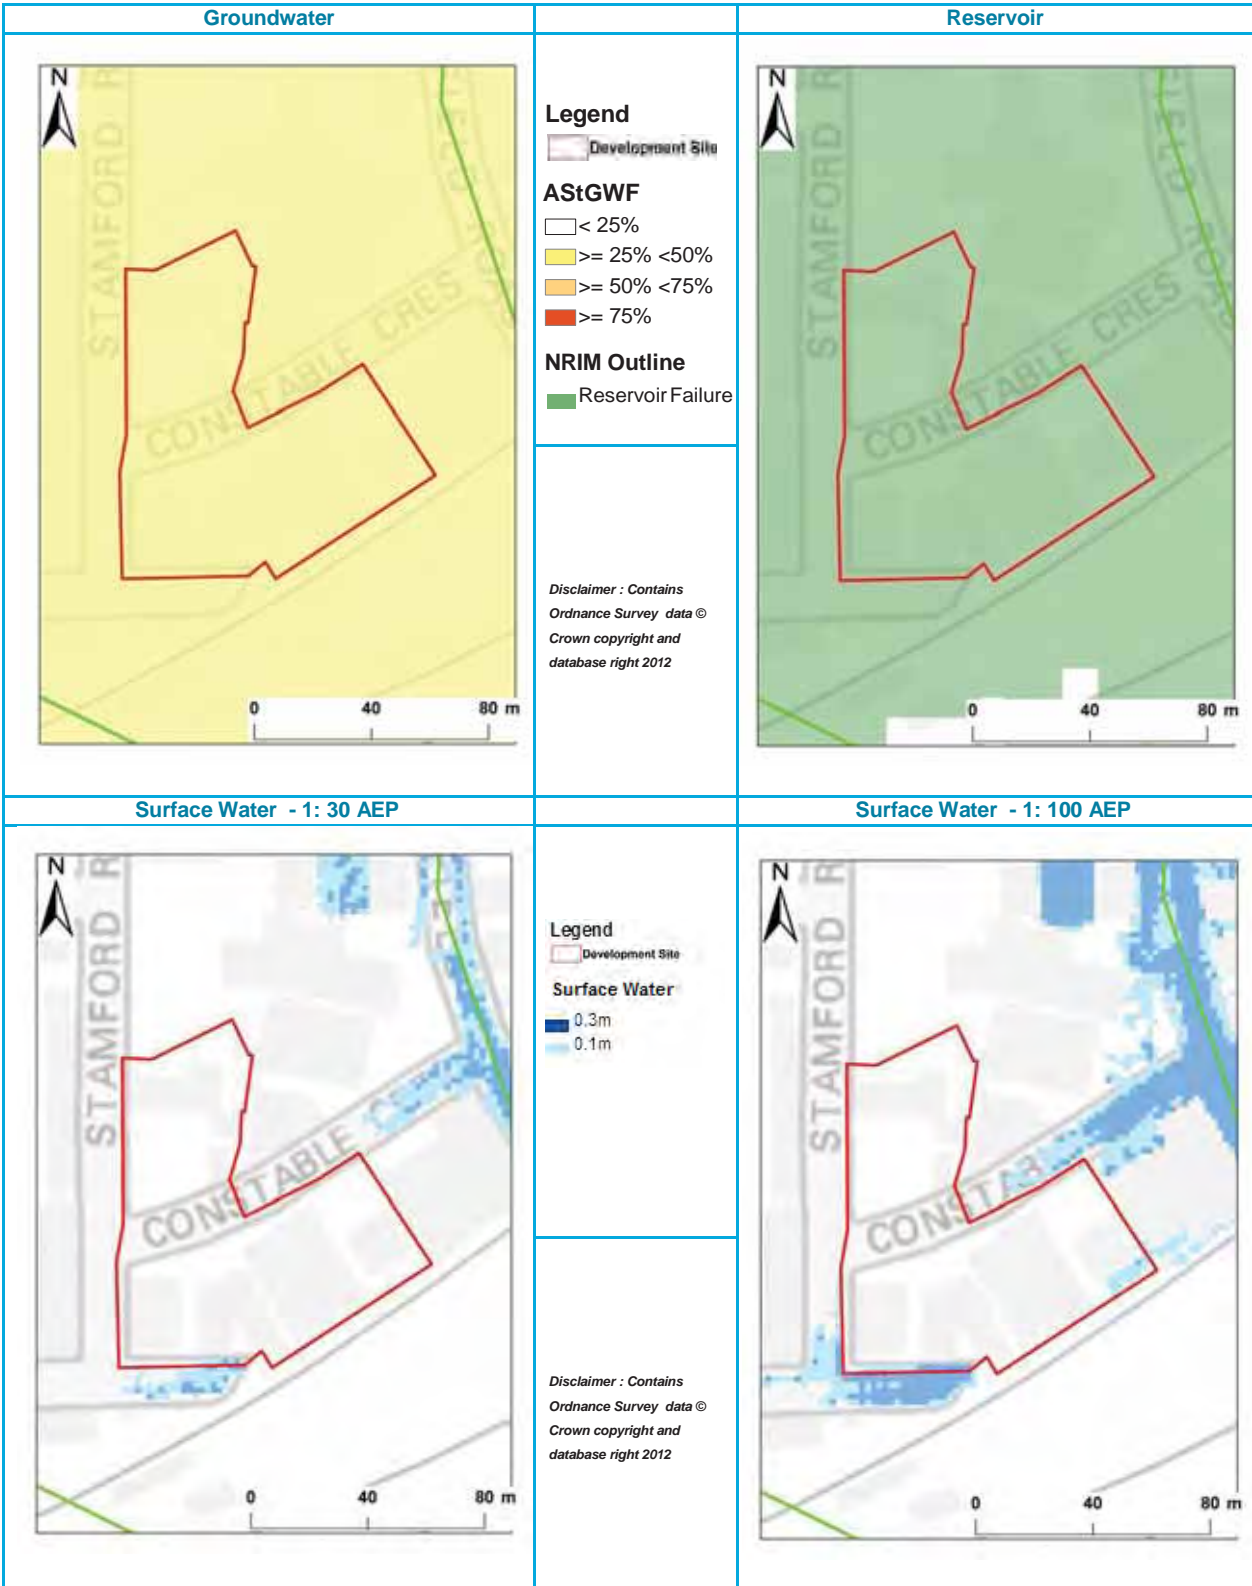 Groundwater
Reservoir
N
STAMFORD R
CONSTABLE CRES
0 40 80 m
Legend
Development Site
AStGWF
< 25%
>= 25% <50%
>= 50% <75%
>= 75%
NRIM Outline
Reservoir Failure
Disclaimer : Contains
Ordnance Survey data ©
Crown copyright and
database right 2012
N
STAMFORD R
CONSTABLE CRES
0 40 80 m
Surface Water - 1: 30 AEP
Surface Water - 1: 100 AEP
N
STAMFORD R
CONSTABLE
0 40 80 m
Legend
Development Site
Surface Water
0.3m
0.1m
Disclaimer : Contains
Ordnance Survey data ©
Crown copyright and
database right 2012
N
STAMFORD R
CONSTAB
0 40 80 m